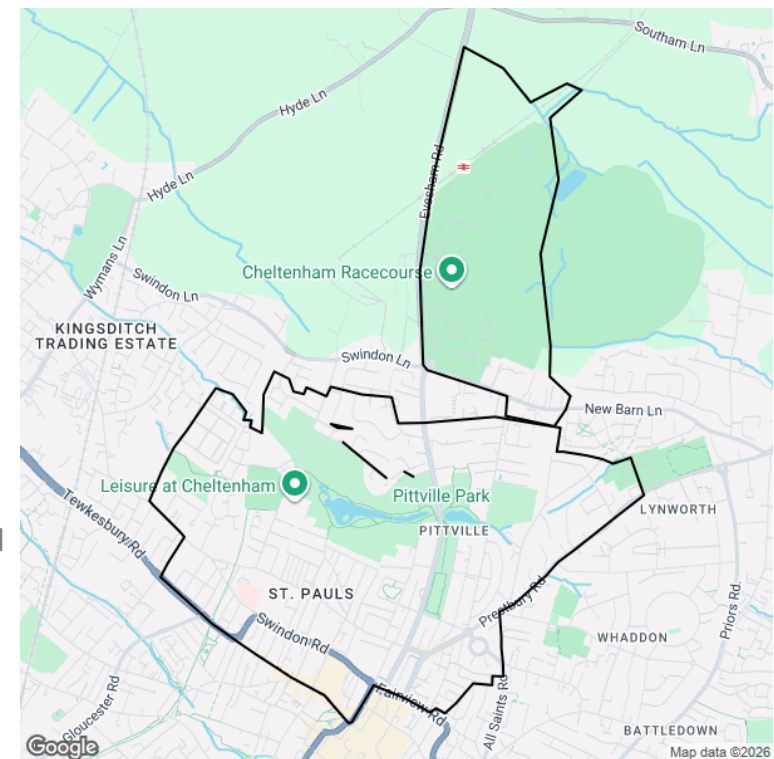 Southam Ln
Hyde Ln
Evesham Rd
Hyde Ln
Wymans Ln
Cheltenham Racecourse
Swindon Ln
KINGSDITCH
TRADING ESTATE
Swindon Ln
New Barn Ln
Leisure at Cheltenham
Pittville Park
LYNWORTH
Tewkesbury Rd
PITTVILLE
ST. PAULS
Prestbury Rd
Priors Rd.
Swindon Rd
WHADDON
Gloucester Rd
Fairview Rd
All Saints Rd
BATTLEDOWN
Google
Map data ©2026